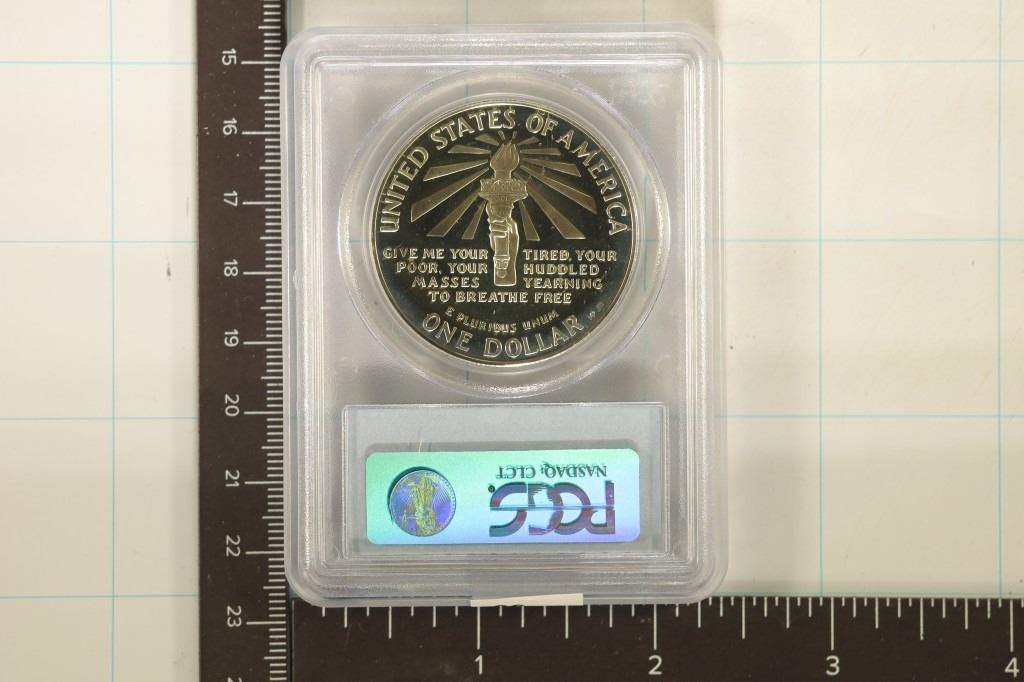 UNITED STATES OF AMERICA
GIVE ME YOUR TIRED, YOUR
POOR, YOUR HUDDLED
MASSES YEARNING
TO BREATHE FREE
E PLURIBUS UNUM
ONE DOLLAR
NASDAQ: CLCT
PCGS.
15
16
17
18
19
20
21
22
23
1
2
3
4